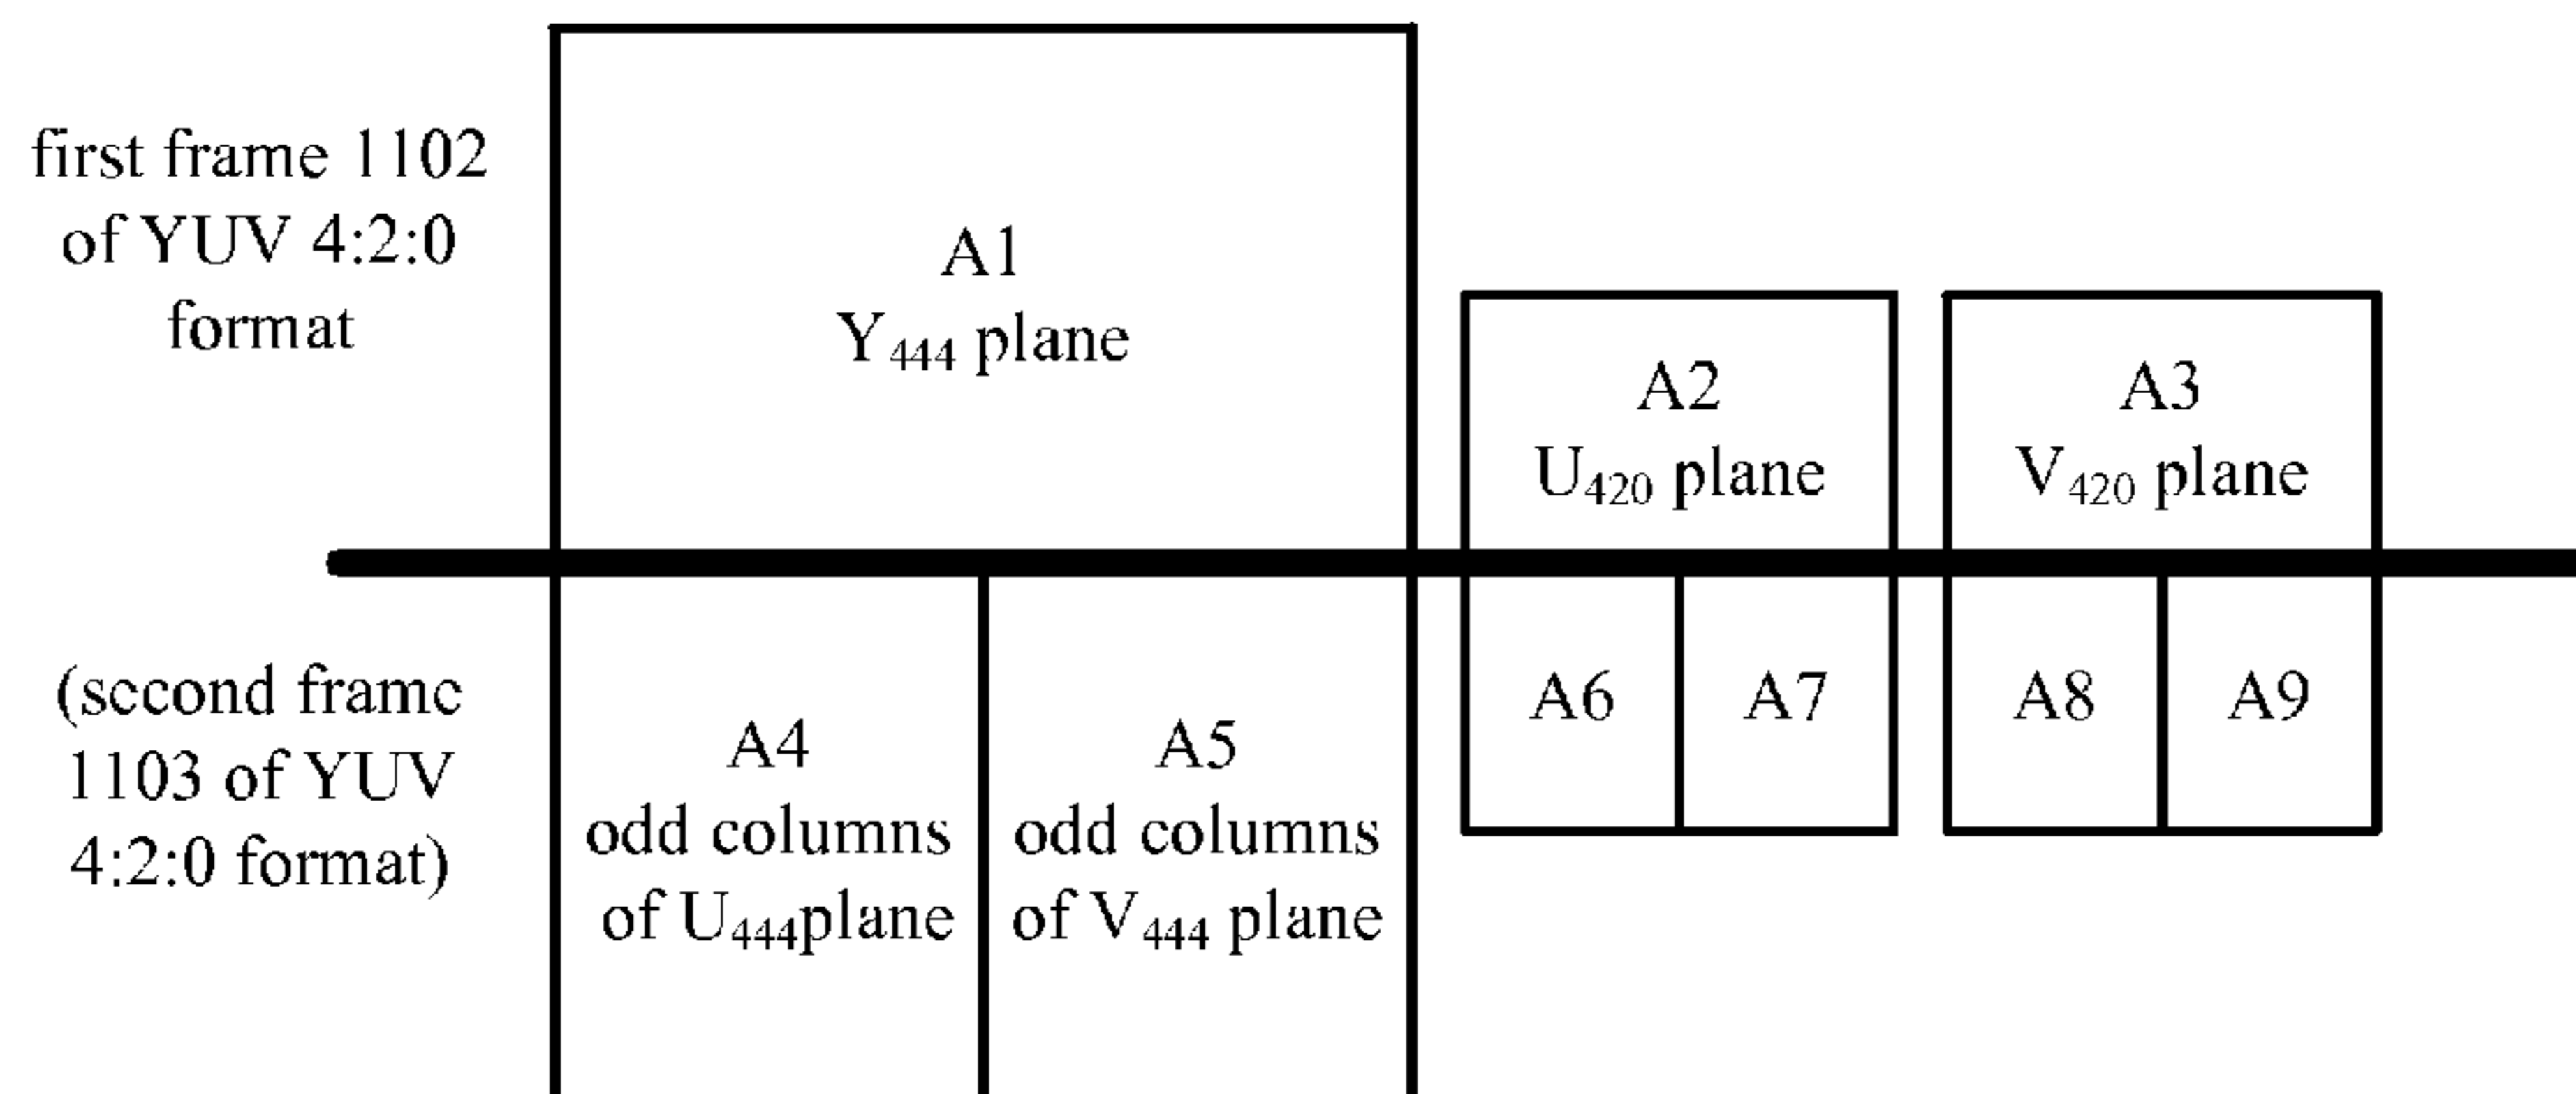 first frame 1102
of YUV 4:2:0
format
A1
Y₄₄₄ plane
A2
U₄₂₀ plane
A3
V₄₂₀ plane
(second frame
1103 of YUV
4:2:0 format)
A4
odd columns
of U₄₄₄plane
A5
odd columns
of V₄₄₄ plane
A6
A7
A8
A9